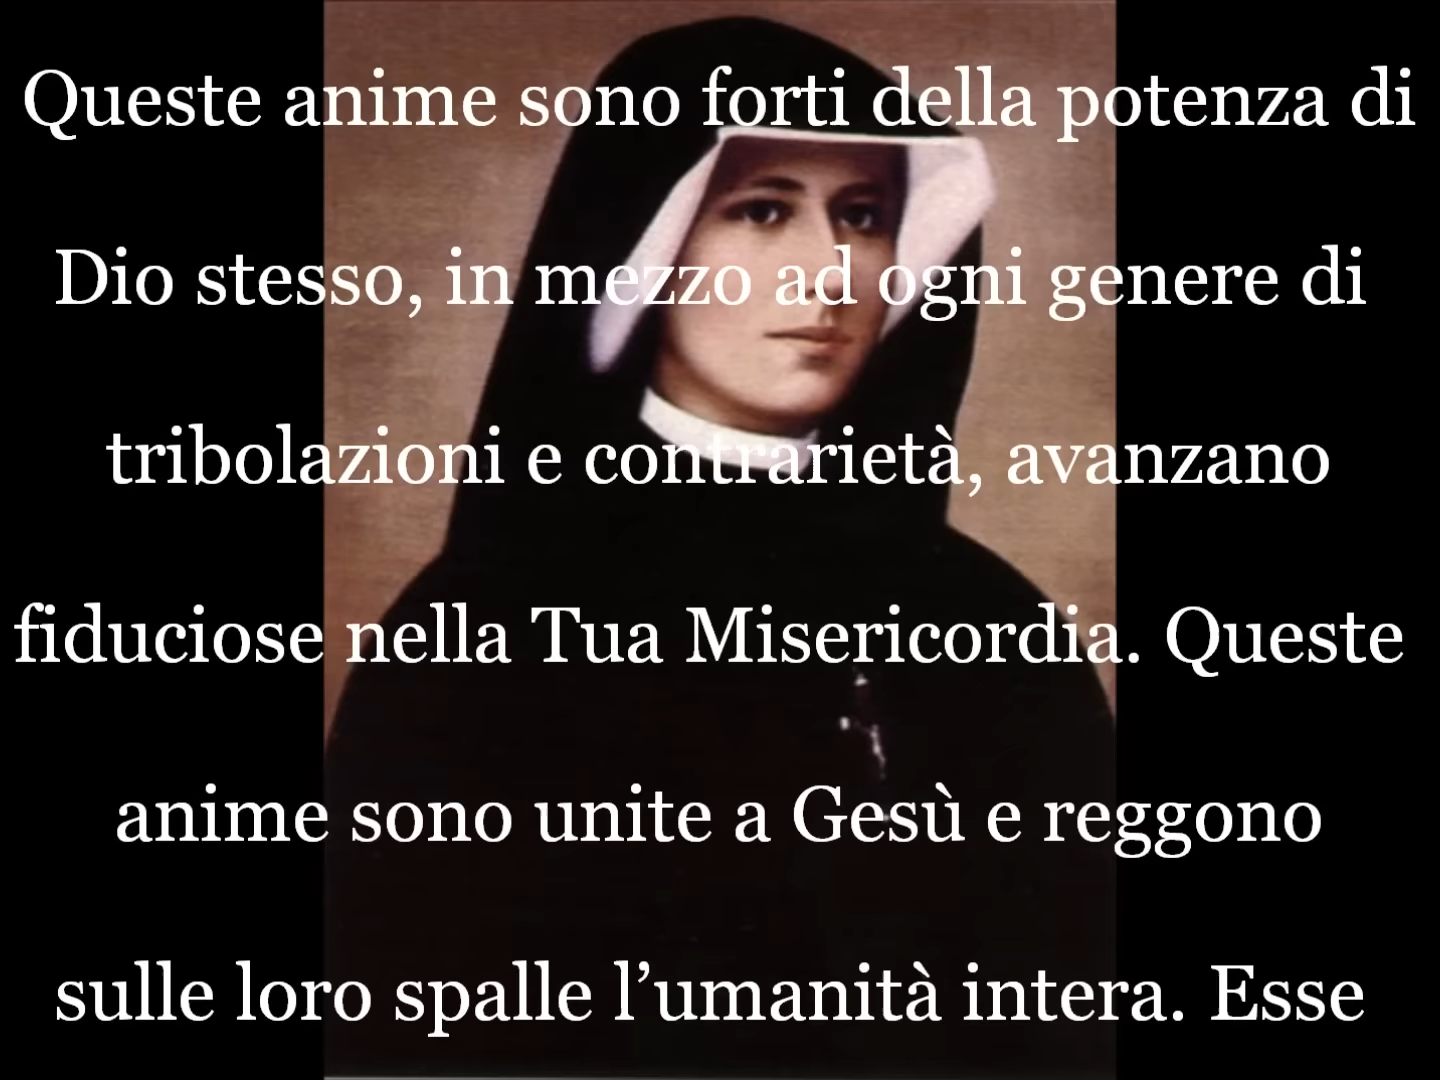 Queste anime sono forti della potenza di
Dio stesso, in mezzo ad ogni genere di
tribolazioni e contrarietà, avanzano
fiduciose nella Tua Misericordia. Queste
anime sono unite a Gesù e reggono
sulle loro spalle l’umanità intera. Esse